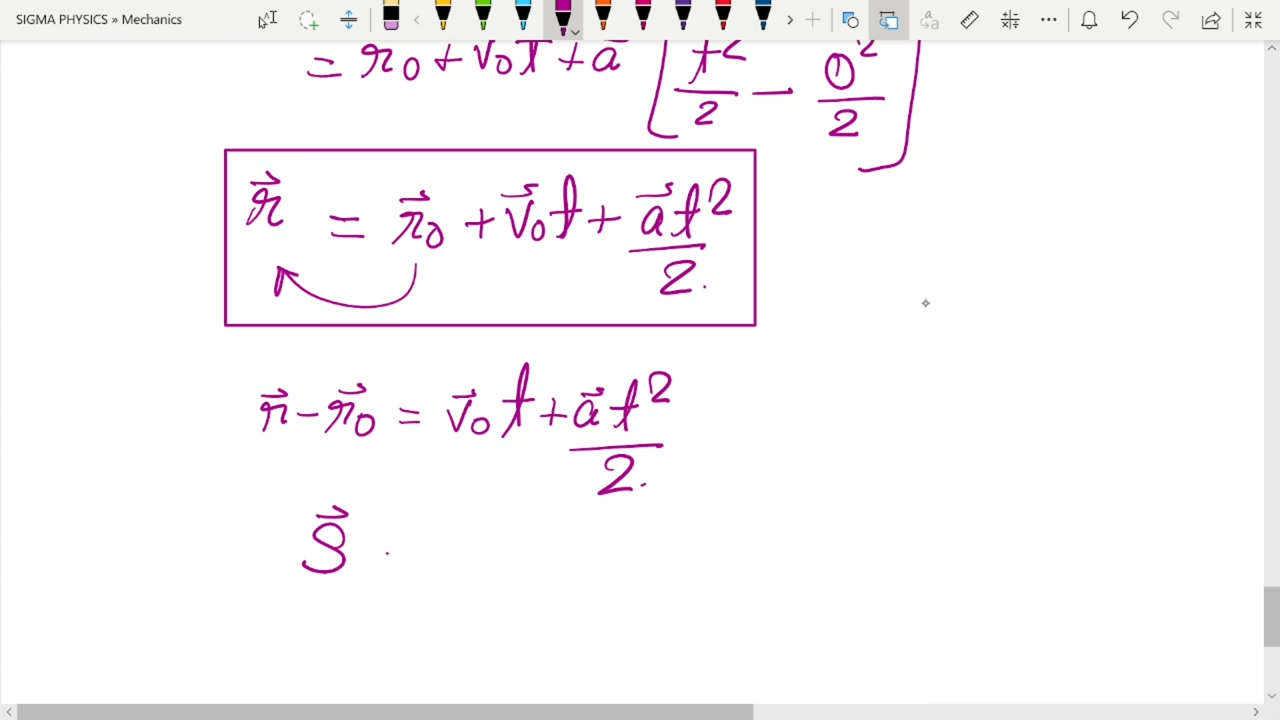 SIGMA PHYSICS » Mechanics
= r₀ + v₀t + a⃗ [t²/2 − 0²/2]
r⃗ = r⃗₀ + v⃗₀t + a⃗t²/2.
r⃗ − r⃗₀ = v⃗₀t + a⃗t²/2.
S⃗